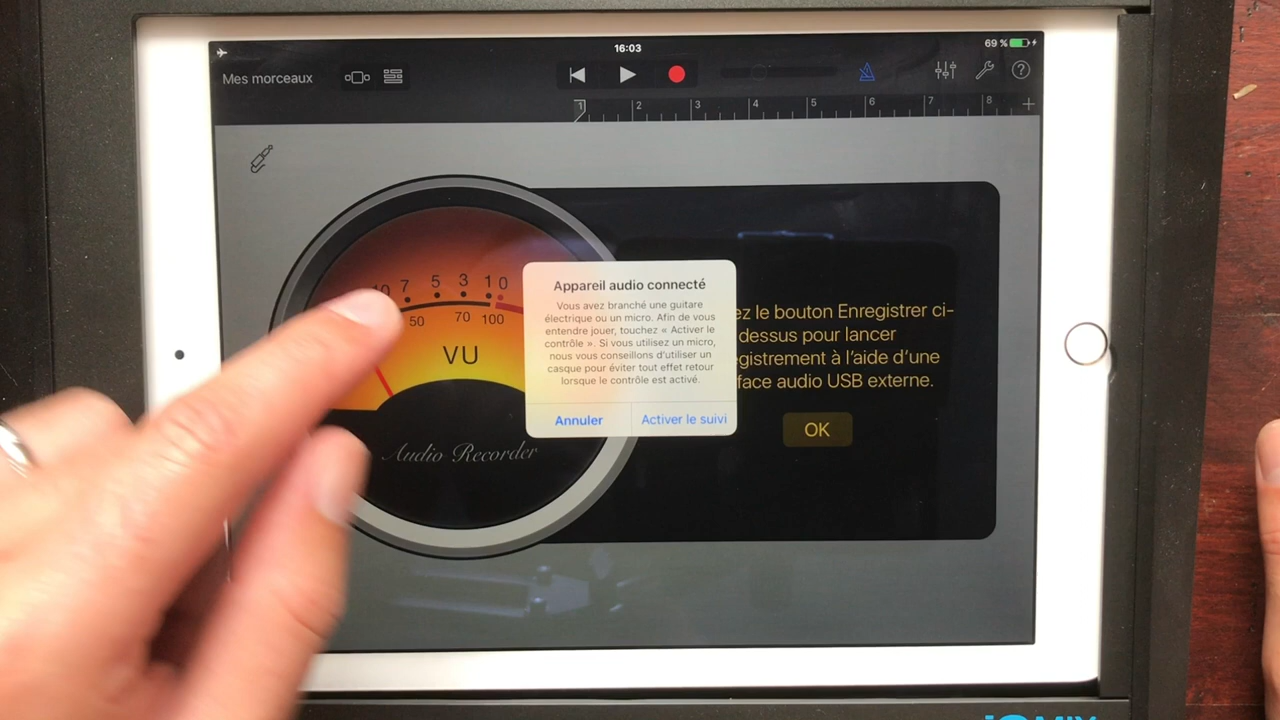 16:03
69 %
Mes morceaux
1 2 3 4 5 6 7 8 +
10 7 5 3 1 0
50 70 100
VU
Audio Recorder
Appareil audio connecté
Vous avez branché une guitare
électrique ou un micro. Afin de vous
entendre jouer, touchez « Activer le
contrôle ». Si vous utilisez un micro,
nous vous conseillons d'utiliser un
casque pour éviter tout effet retour
lorsque le contrôle est activé.
Annuler
Activer le suivi
ez le bouton Enregistrer ci-
dessus pour lancer
egistrement à l'aide d'une
face audio USB externe.
OK